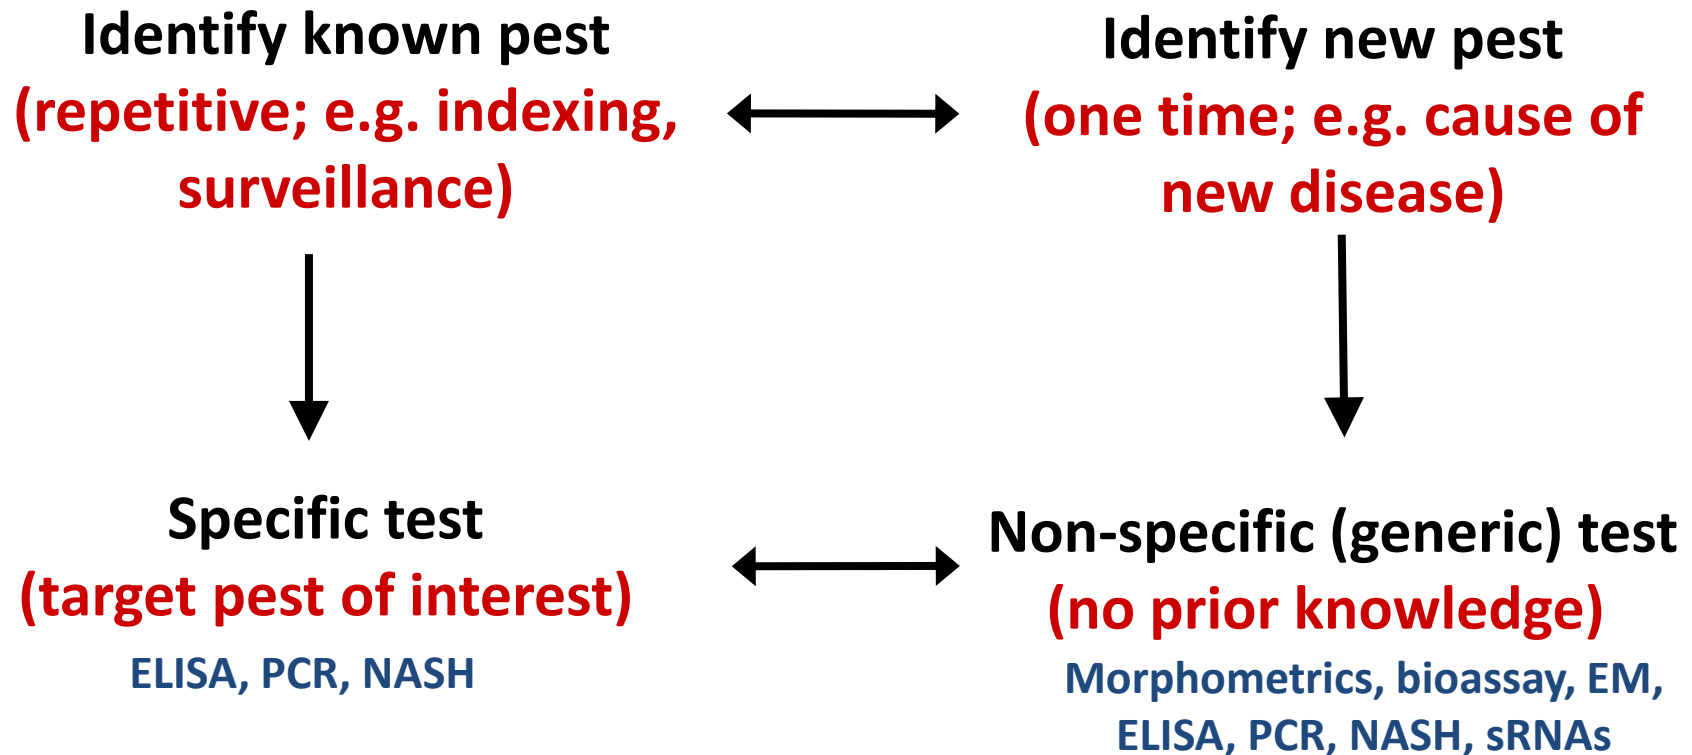 Identify known pest
(repetitive; e.g. indexing,
surveillance)
Identify new pest
(one time; e.g. cause of
new disease)
Specific test
(target pest of interest)
ELISA, PCR, NASH
Non-specific (generic) test
(no prior knowledge)
Morphometrics, bioassay, EM,
ELISA, PCR, NASH, sRNAs